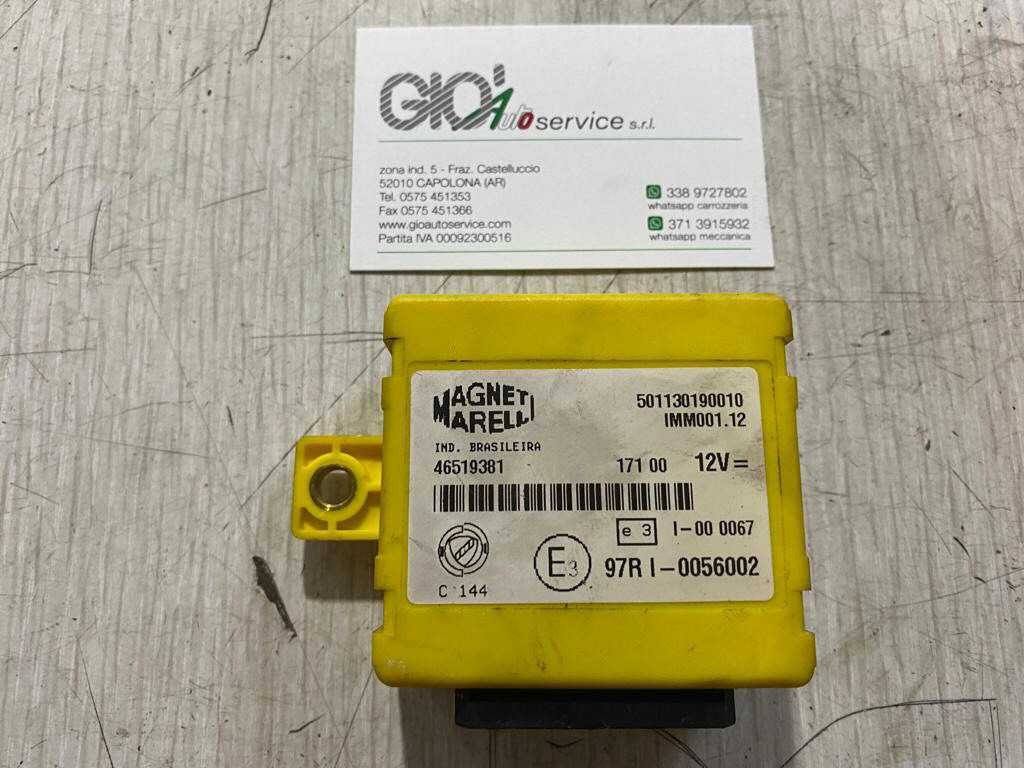 GIO' Auto service s.r.l.
zona ind. 5 - Fraz. Castelluccio
52010 CAPOLONA (AR)
Tel. 0575 451353
Fax 0575 451366
www.gioautoservice.com
Partita IVA 00092300516
338 9727802
whatsapp carrozzeria
371 3915932
whatsapp meccanica
MAGNETI
MARELLI
501130190010
IMM001.12
IND. BRASILEIRA
46519381 171 00 12V=
e 3 I-00 0067
E3 97R I-0056002
C 144